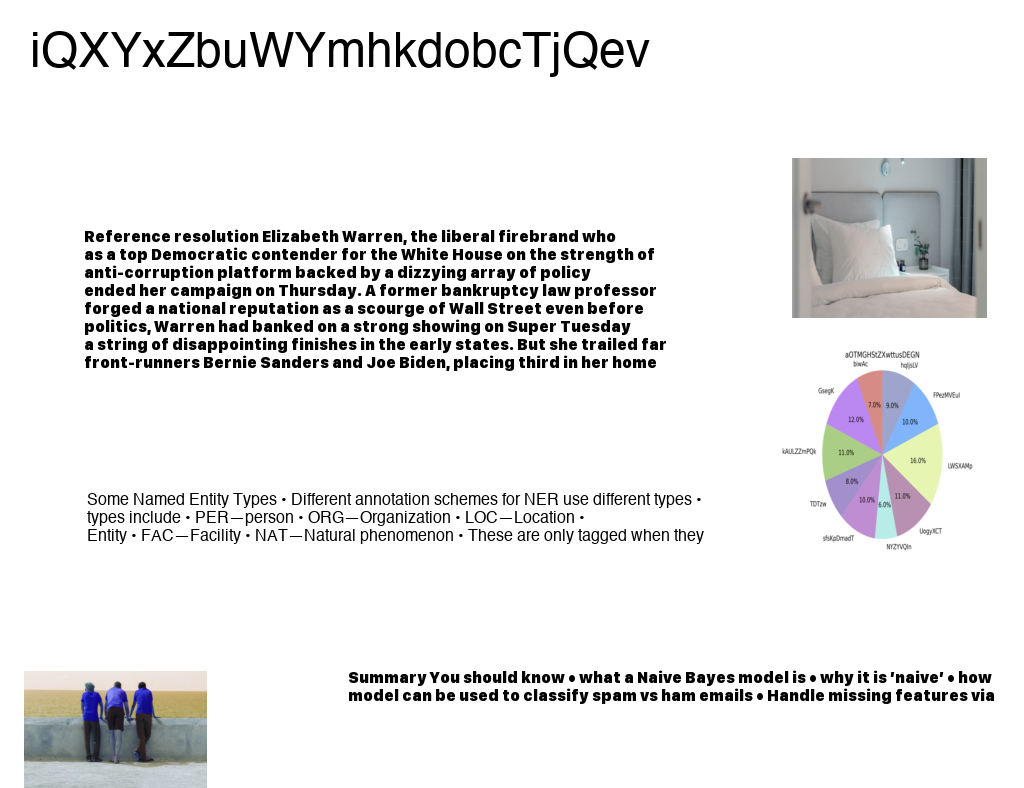 iQXYxZbuWYmhkdobcTjQev
Reference resolution Elizabeth Warren, the liberal firebrand who
as a top Democratic contender for the White House on the strength of
anti-corruption platform backed by a dizzying array of policy
ended her campaign on Thursday. A former bankruptcy law professor
forged a national reputation as a scourge of Wall Street even before
politics, Warren had banked on a strong showing on Super Tuesday
a string of disappointing finishes in the early states. But she trailed far
front-runners Bernie Sanders and Joe Biden, placing third in her home
aOTMGHStZXwttusDEGN
biwAc
hqljsLV
GsegK
FPezMVEuI
7.0%
9.0%
12.0%
10.0%
kAULZZmPQk
11.0%
16.0%
LWSXAMp
8.0%
TDTzw
10.0%
6.0%
11.0%
UogyXCT
sfsKpDmadT
NYZYVQln
Some Named Entity Types • Different annotation schemes for NER use different types •
types include • PER—person • ORG—Organization • LOC—Location •
Entity • FAC—Facility • NAT—Natural phenomenon • These are only tagged when they
Summary You should know • what a Naive Bayes model is • why it is 'naive' • how
model can be used to classify spam vs ham emails • Handle missing features via